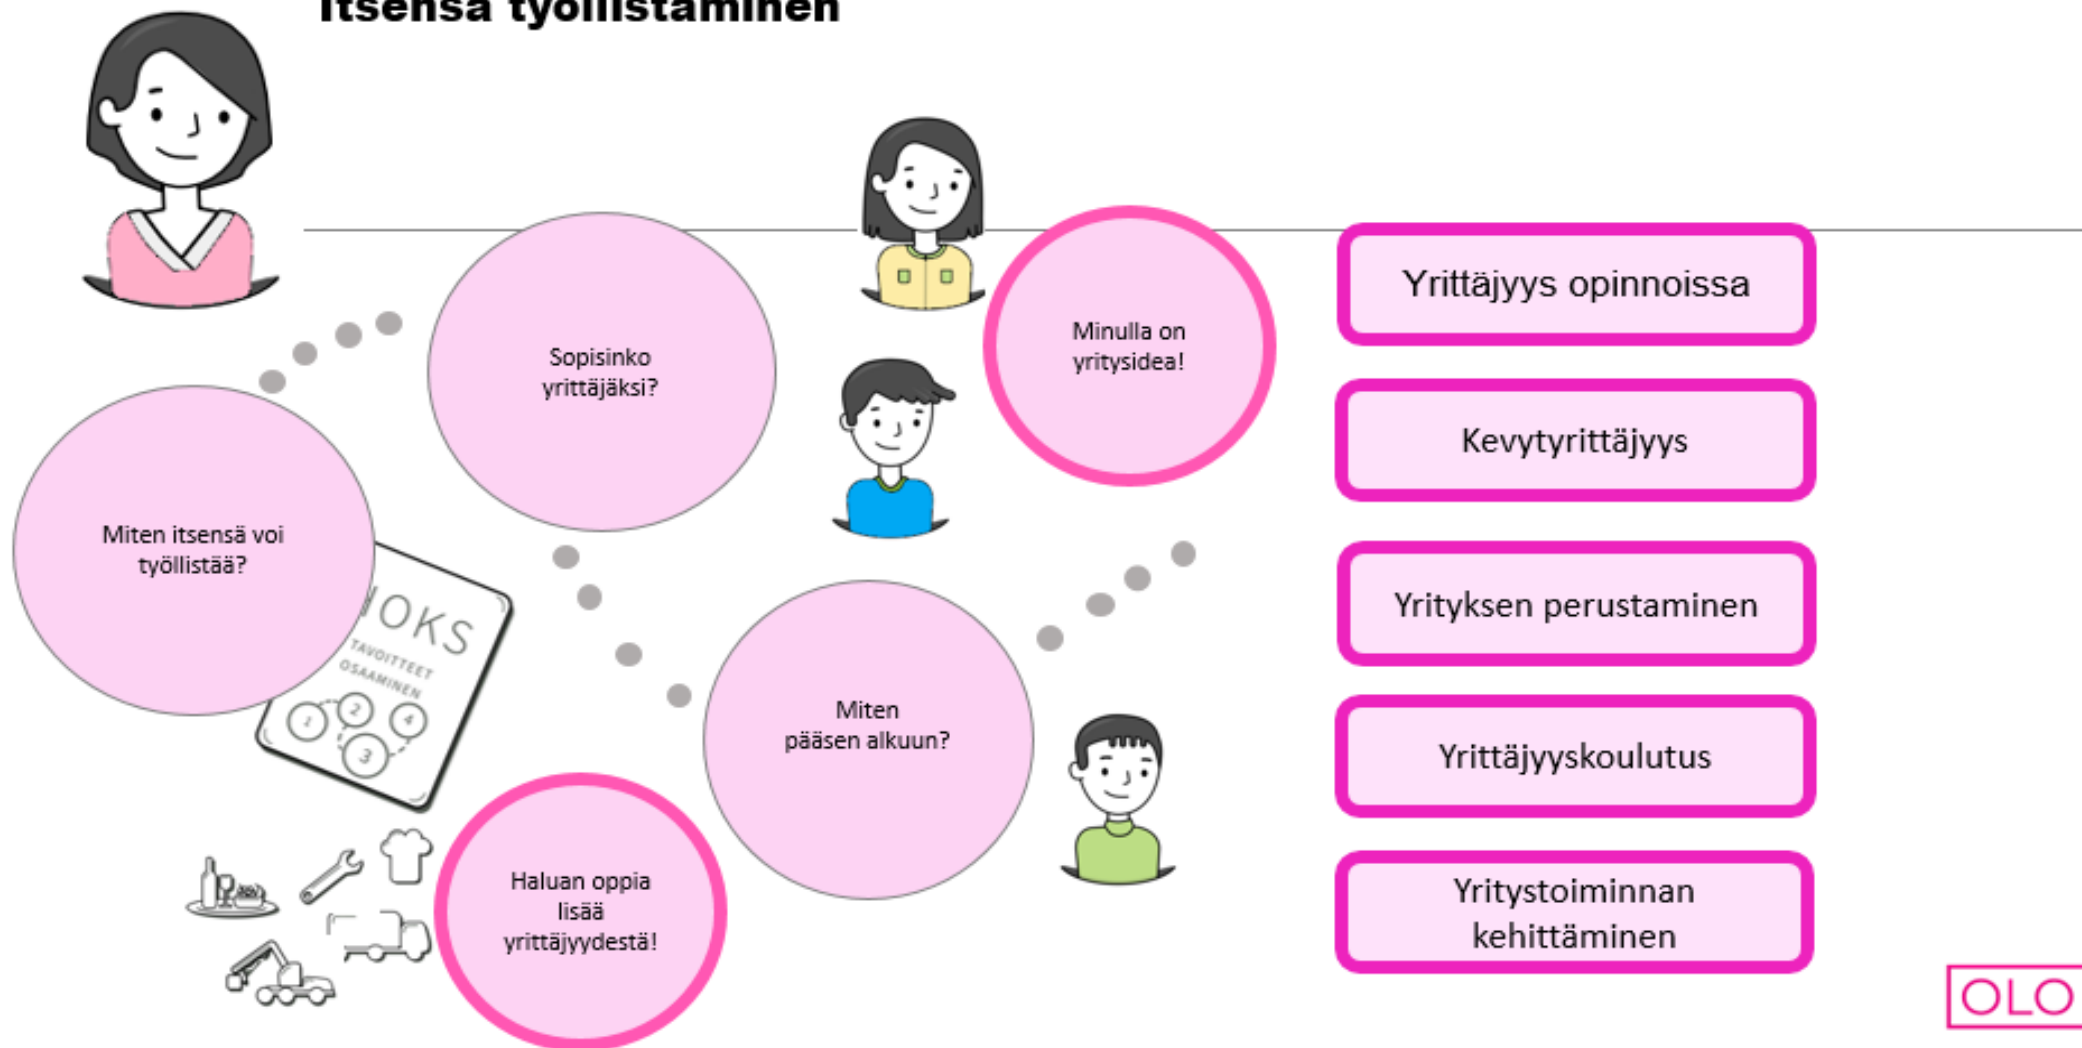 Itsensä työllistäminen
Sopisinko
yrittäjäksi?
Minulla on
yritysidea!
Miten itsensä voi
työllistää?
HOKS
TAVOITTEET
OSAAMINEN
1
2
4
3
Miten
pääsen alkuun?
Haluan oppia
lisää
yrittäjyydestä!
Yrittäjyys opinnoissa
Kevytyrittäjyys
Yrityksen perustaminen
Yrittäjyyskoulutus
Yritystoiminnan
kehittäminen
OLO